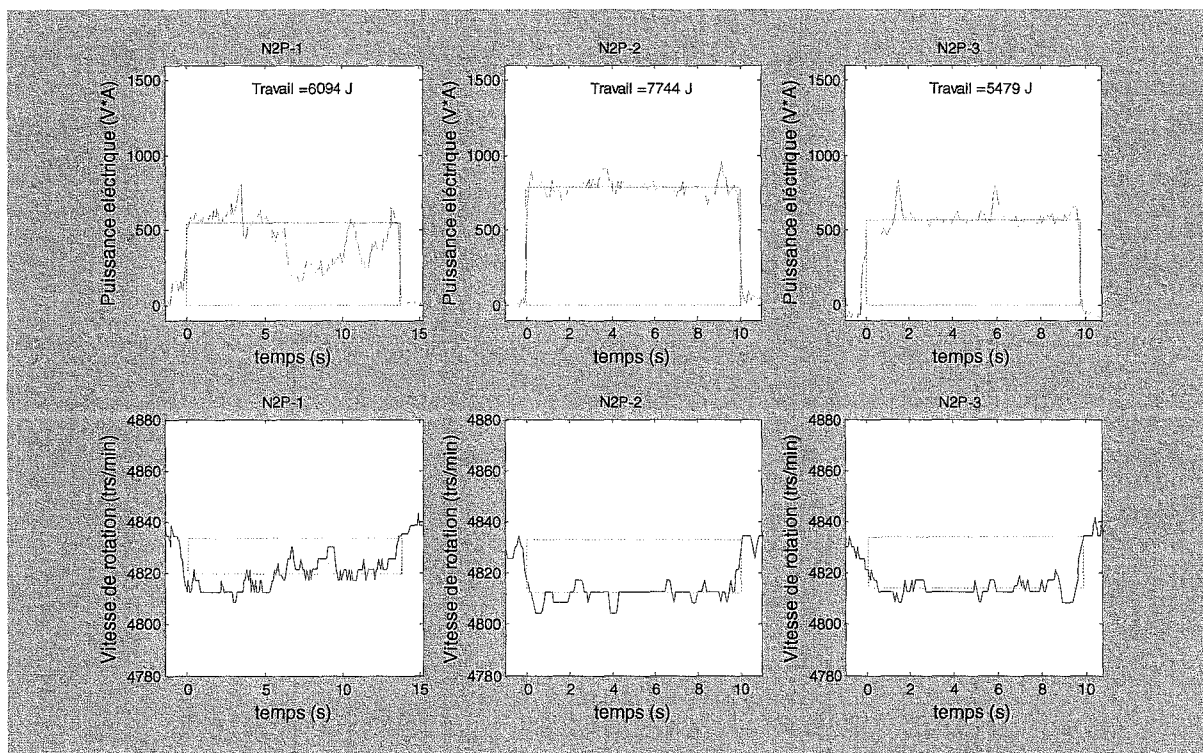 N2P-1
N2P-2
N2P-3
Puissance eléctrique (V*A)
1500
1000
500
0
Travail =6094 J
0 5 10 15
temps (s)
Puissance eléctrique (V*A)
1500
1000
500
0
Travail =7744 J
0 2 4 6 8 10
temps (s)
Puissance eléctrique (V*A)
1500
1000
500
0
Travail =5479 J
0 2 4 6 8 10
temps (s)
N2P-1
N2P-2
N2P-3
Vitesse de rotation (trs/min)
4880
4860
4840
4820
4800
4780
0 5 10 15
temps (s)
Vitesse de rotation (trs/min)
4880
4860
4840
4820
4800
4780
0 2 4 6 8 10
temps (s)
Vitesse de rotation (trs/min)
4880
4860
4840
4820
4800
4780
0 2 4 6 8 10
temps (s)